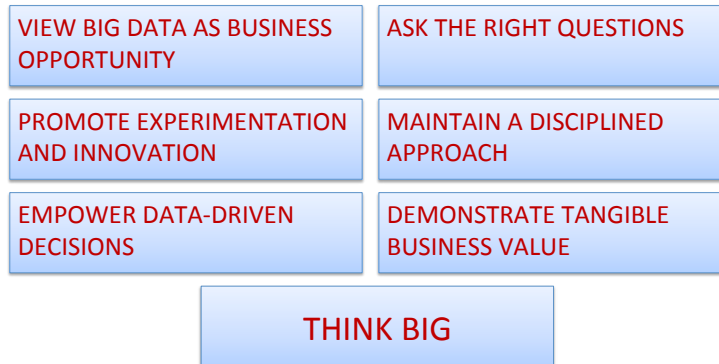 VIEW BIG DATA AS BUSINESS
OPPORTUNITY
ASK THE RIGHT QUESTIONS
PROMOTE EXPERIMENTATION
AND INNOVATION
MAINTAIN A DISCIPLINED
APPROACH
EMPOWER DATA-DRIVEN
DECISIONS
DEMONSTRATE TANGIBLE
BUSINESS VALUE
THINK BIG